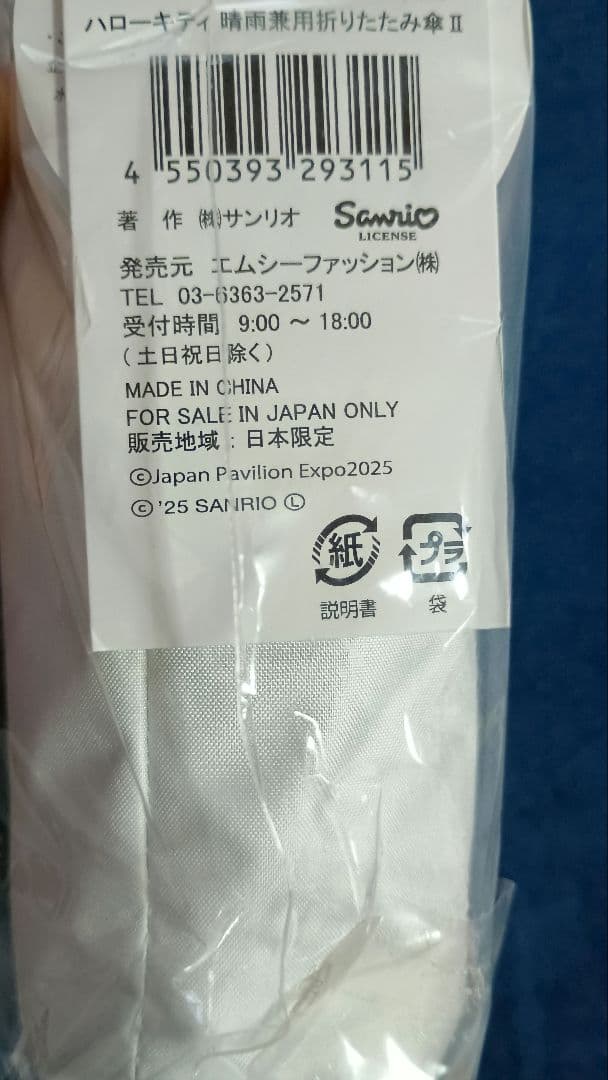 ハローキティ 晴雨兼用折りたたみ傘Ⅱ
4 550393 293115
著 作 ㈱サンリオ Sanrio LICENSE
発売元 エムシーファッション㈱
TEL 03-6363-2571
受付時間 9:00 ～ 18:00
(土日祝日除く)
MADE IN CHINA
FOR SALE IN JAPAN ONLY
販売地域:日本限定
©Japan Pavilion Expo2025
©'25 SANRIO Ⓛ
紙 プラ
説明書 袋